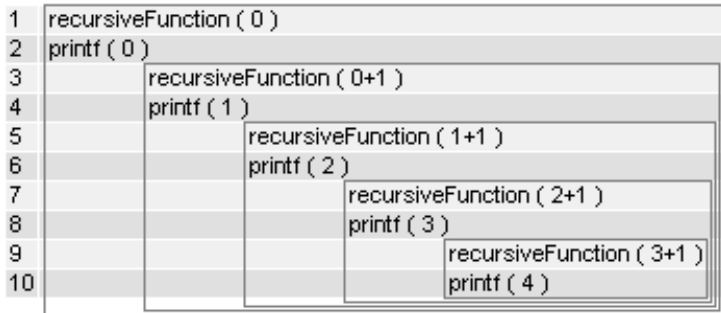 1 recursiveFunction ( 0 )
2 printf ( 0 )
3 recursiveFunction ( 0+1 )
4 printf ( 1 )
5 recursiveFunction ( 1+1 )
6 printf ( 2 )
7 recursiveFunction ( 2+1 )
8 printf ( 3 )
9 recursiveFunction ( 3+1 )
10 printf ( 4 )